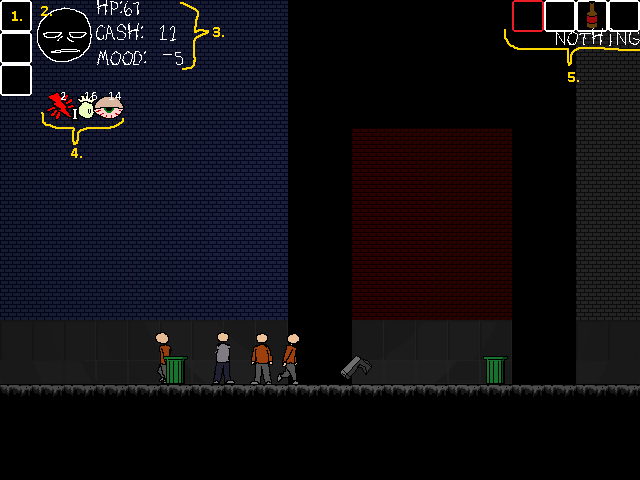 1.
2.
HP:67
CASH: 11
MOOD: -5
3.
2 16 14
4.
NOTHING
5.